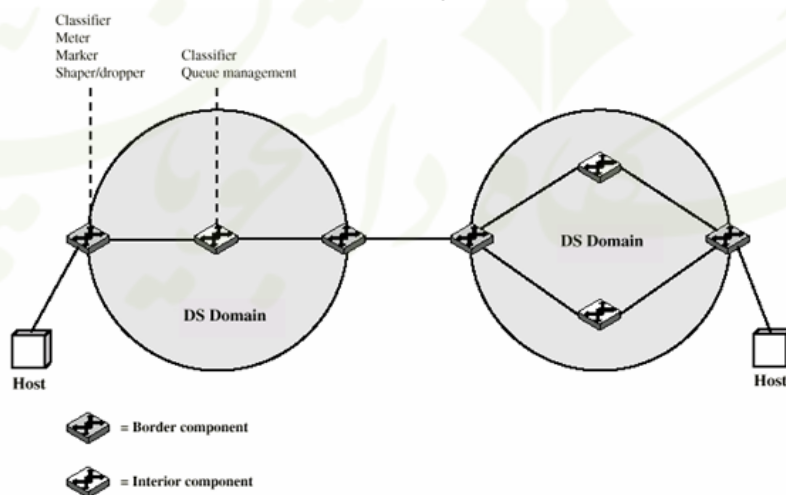 Classifier
Meter
Marker
Shaper/dropper
Classifier
Queue management
DS Domain
DS Domain
Host
Host
= Border component
= Interior component